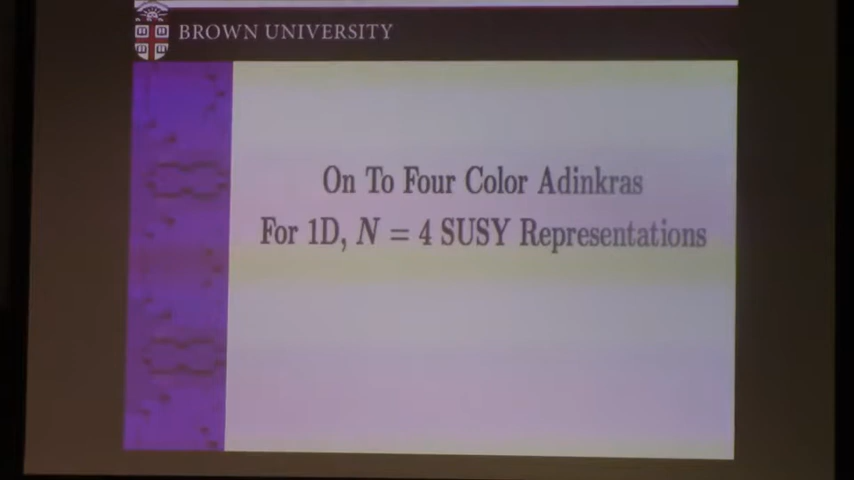 BROWN UNIVERSITY
On To Four Color Adinkras
For 1D, N = 4 SUSY Representations